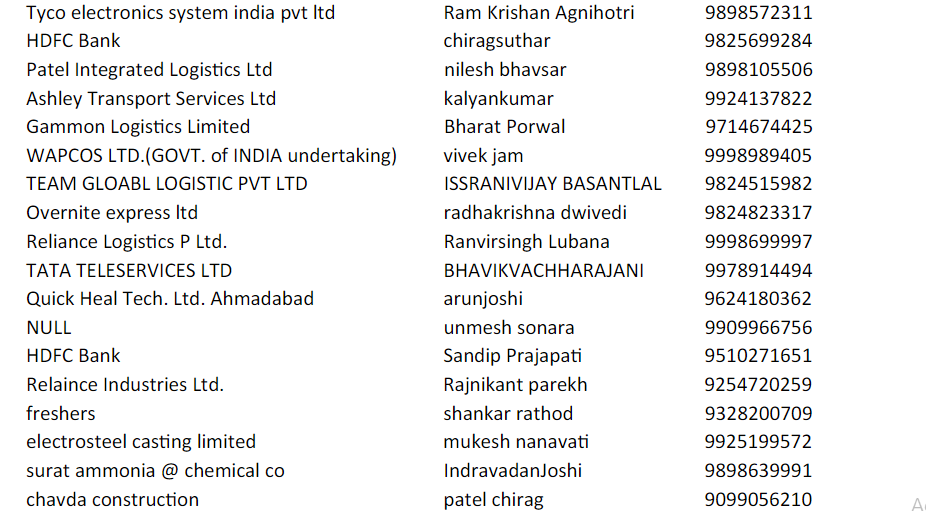 Tyco electronics system india pvt ltd Ram Krishan Agnihotri 9898572311
HDFC Bank chiragsuthar 9825699284
Patel Integrated Logistics Ltd nilesh bhavsar 9898105506
Ashley Transport Services Ltd kalyankumar 9924137822
Gammon Logistics Limited Bharat Porwal 9714674425
WAPCOS LTD.(GOVT. of INDIA undertaking) vivek jam 9998989405
TEAM GLOABL LOGISTIC PVT LTD ISSRANIVIJAY BASANTLAL 9824515982
Overnite express ltd radhakrishna dwivedi 9824823317
Reliance Logistics P Ltd. Ranvirsingh Lubana 9998699997
TATA TELESERVICES LTD BHAVIKVACHHARAJANI 9978914494
Quick Heal Tech. Ltd. Ahmadabad arunjoshi 9624180362
NULL unmesh sonara 9909966756
HDFC Bank Sandip Prajapati 9510271651
Relaince Industries Ltd. Rajnikant parekh 9254720259
freshers shankar rathod 9328200709
electrosteel casting limited mukesh nanavati 9925199572
surat ammonia @ chemical co IndravadanJoshi 9898639991
chavda construction patel chirag 9099056210